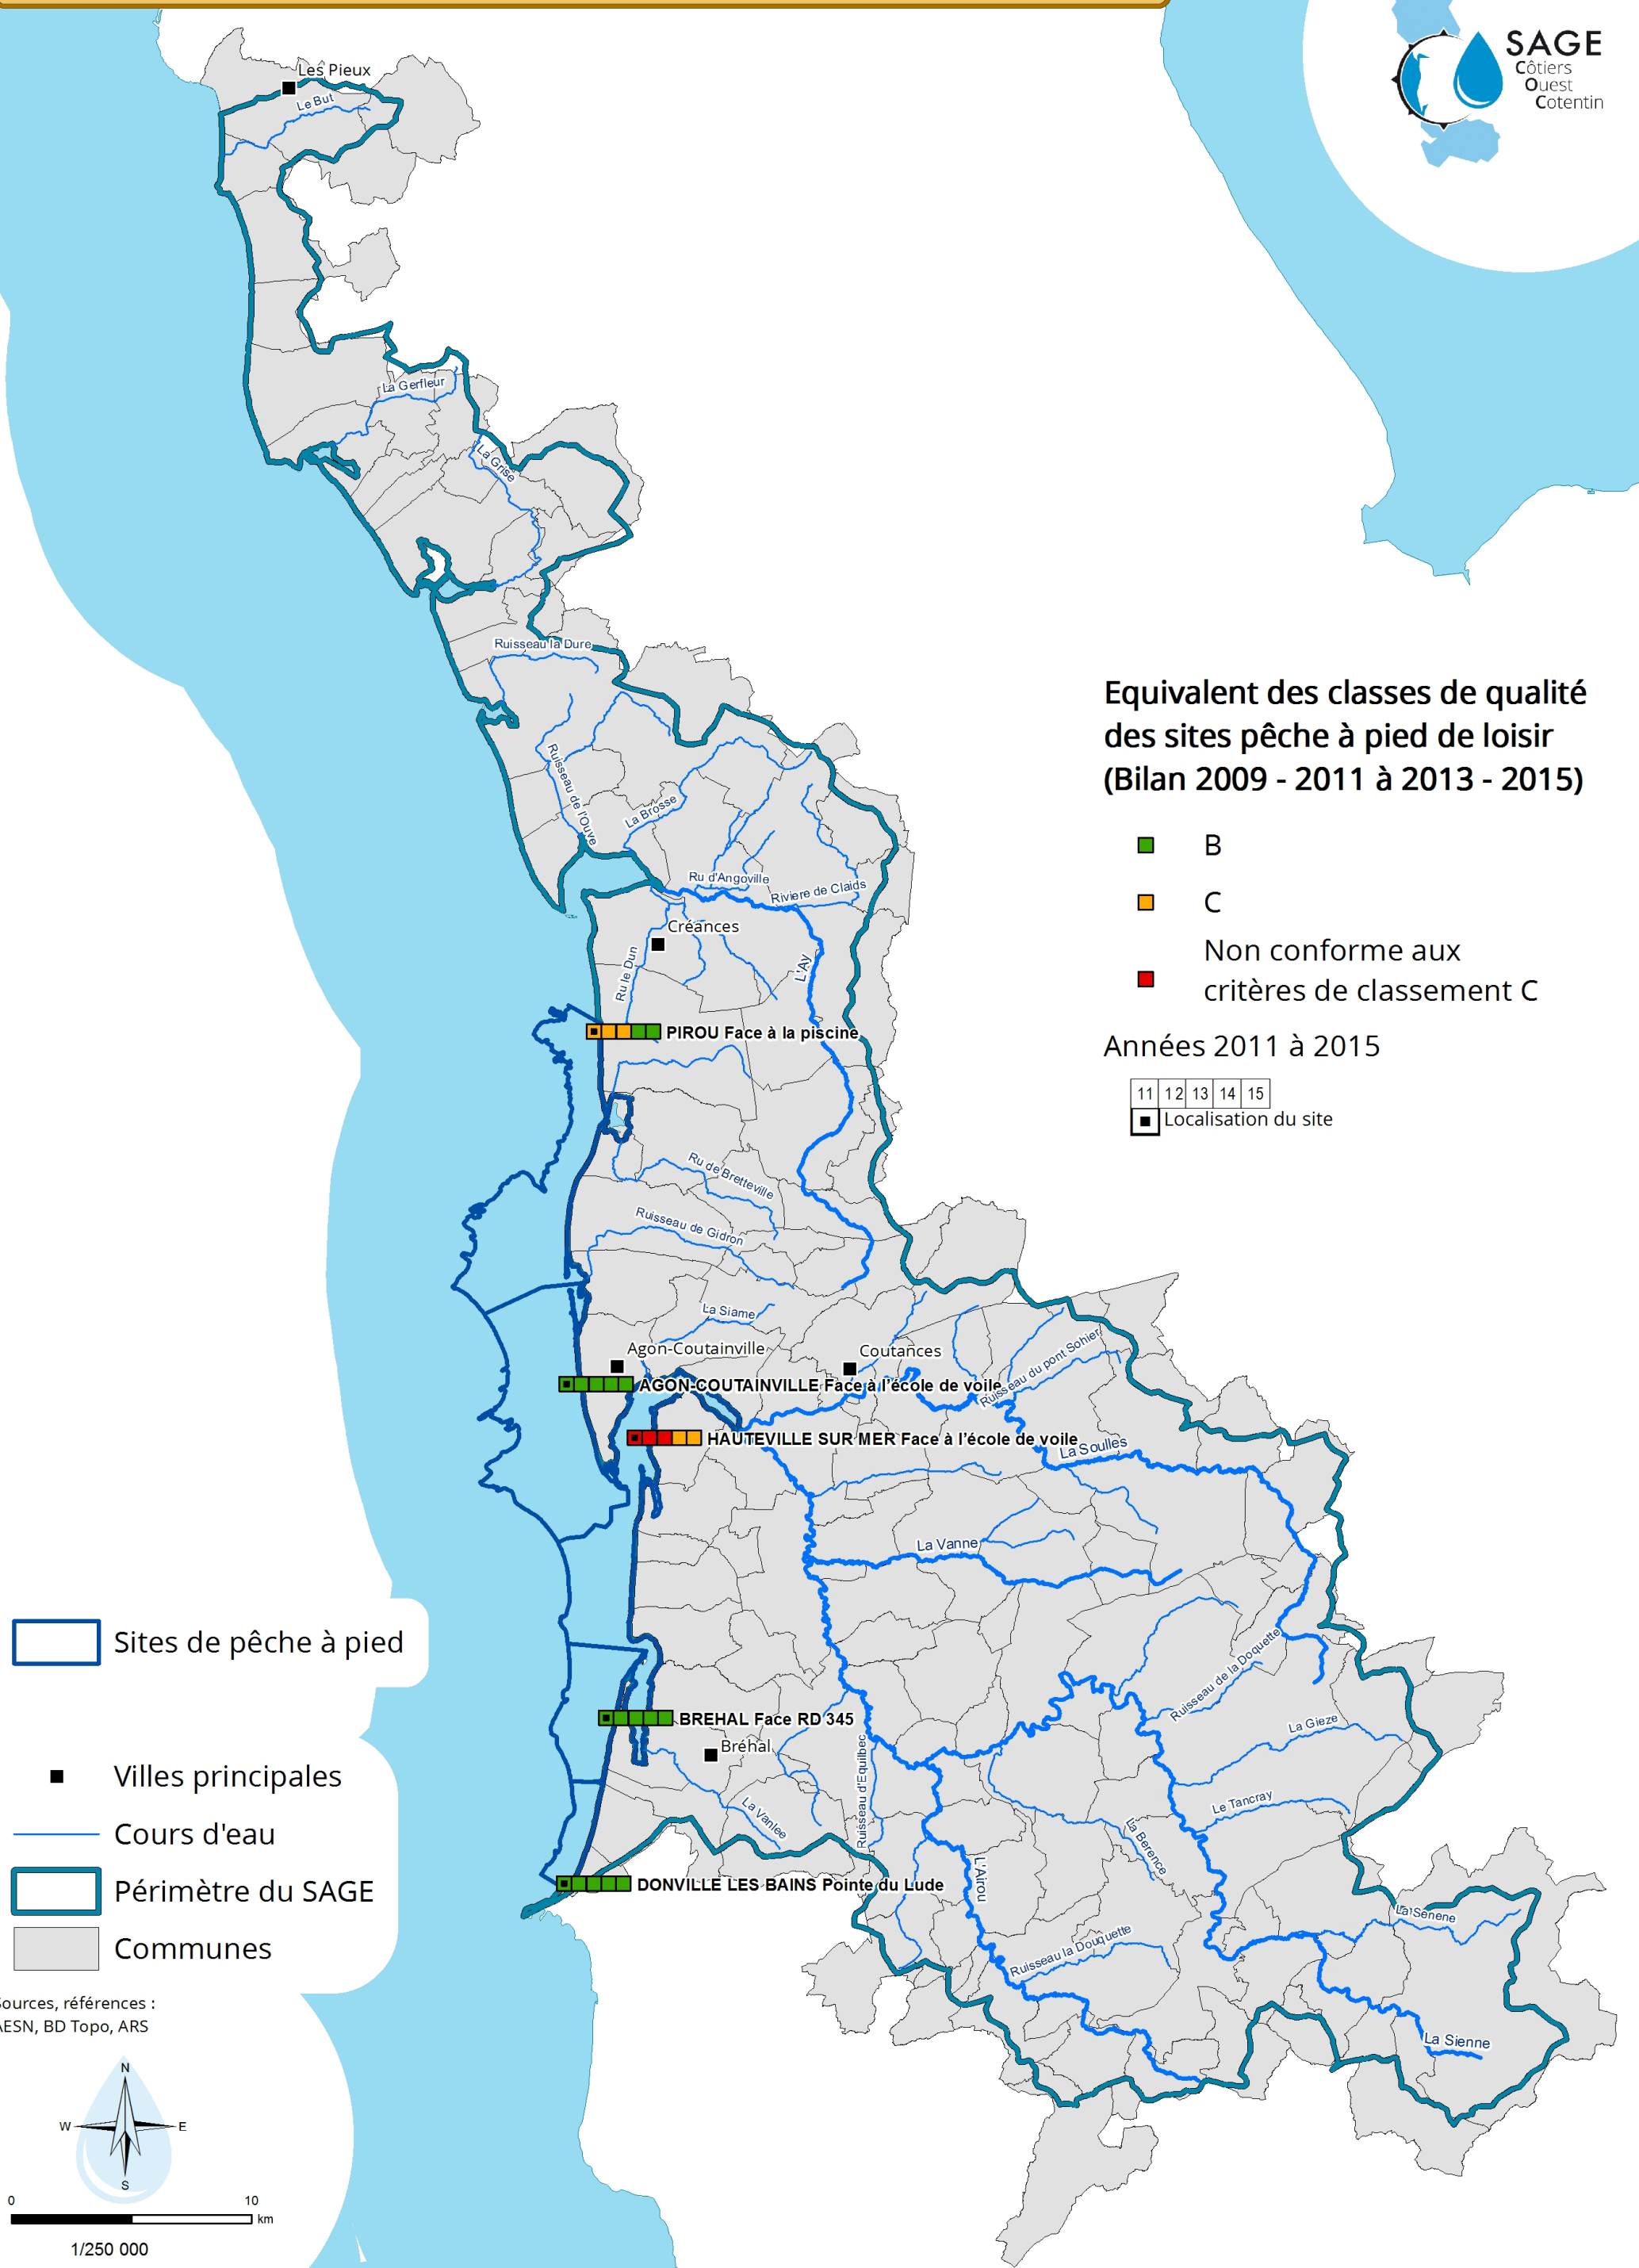 SAGE
Côtiers
Ouest
Cotentin
Les Pieux
Le But
La Gerfleur
La Grise
Ruisseau la Dure
Ruisseau de l'Ouve
La Brosse
Ru d'Angoville
Riviere de Claids
Créances
Ru le Dun
L'Ay
PIROU Face à la piscine
Ru de Bretteville
Ruisseau de Gidron
La Siame
Agon-Coutainville
Coutances
Ruisseau du pont Sohier
AGON-COUTAINVILLE Face à l'école de voile
HAUTEVILLE SUR MER Face à l'école de voile
La Soulles
La Vanne
Ruisseau de la Doquette
BREHAL Face RD 345
Bréhal
La Gieze
Ruisseau d'Equilbec
Le Tancray
La Vanlee
La Berence
L'Airou
DONVILLE LES BAINS Pointe du Lude
La Senene
Ruisseau la Douquette
La Sienne
Equivalent des classes de qualité
des sites pêche à pied de loisir
(Bilan 2009 - 2011 à 2013 - 2015)
B
C
Non conforme aux
critères de classement C
Années 2011 à 2015
11 12 13 14 15
Localisation du site
Sites de pêche à pied
Villes principales
Cours d'eau
Périmètre du SAGE
Communes
Sources, références :
AESN, BD Topo, ARS
N
W E
S
0 10
km
1/250 000